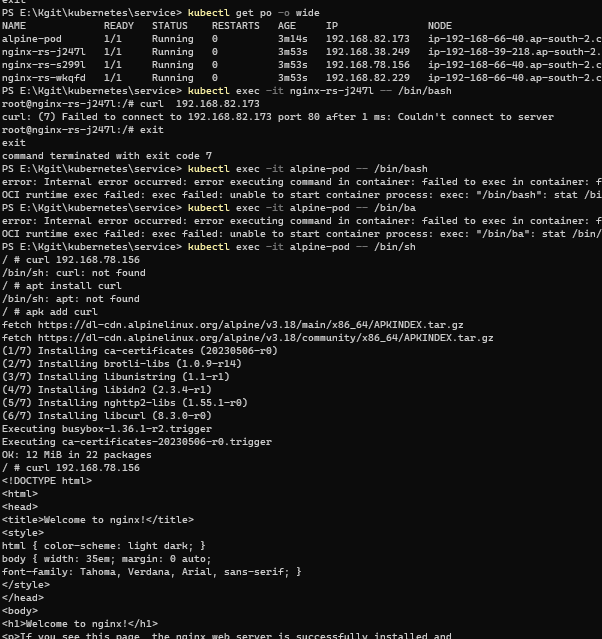 exit
PS E:\Kgit\kubernetes\service> kubectl get po -o wide
NAME READY STATUS RESTARTS AGE IP NODE
alpine-pod 1/1 Running 0 3m14s 192.168.82.173 ip-192-168-66-40.ap-south-2.c
nginx-rs-j247l 1/1 Running 0 3m53s 192.168.38.249 ip-192-168-39-218.ap-south-2.
nginx-rs-s299l 1/1 Running 0 3m53s 192.168.78.156 ip-192-168-66-40.ap-south-2.c
nginx-rs-wkqfd 1/1 Running 0 3m53s 192.168.82.229 ip-192-168-66-40.ap-south-2.c
PS E:\Kgit\kubernetes\service> kubectl exec -it nginx-rs-j247l -- /bin/bash
root@nginx-rs-j247l:/# curl 192.168.82.173
curl: (7) Failed to connect to 192.168.82.173 port 80 after 1 ms: Couldn't connect to server
root@nginx-rs-j247l:/# exit
exit
command terminated with exit code 7
PS E:\Kgit\kubernetes\service> kubectl exec -it alpine-pod -- /bin/bash
error: Internal error occurred: error executing command in container: failed to exec in container: f
OCI runtime exec failed: exec failed: unable to start container process: exec: "/bin/bash": stat /bi
PS E:\Kgit\kubernetes\service> kubectl exec -it alpine-pod -- /bin/ba
error: Internal error occurred: error executing command in container: failed to exec in container: f
OCI runtime exec failed: exec failed: unable to start container process: exec: "/bin/ba": stat /bin/
PS E:\Kgit\kubernetes\service> kubectl exec -it alpine-pod -- /bin/sh
/ # curl 192.168.78.156
/bin/sh: curl: not found
/ # apt install curl
/bin/sh: apt: not found
/ # apk add curl
fetch https://dl-cdn.alpinelinux.org/alpine/v3.18/main/x86_64/APKINDEX.tar.gz
fetch https://dl-cdn.alpinelinux.org/alpine/v3.18/community/x86_64/APKINDEX.tar.gz
(1/7) Installing ca-certificates (20230506-r0)
(2/7) Installing brotli-libs (1.0.9-r14)
(3/7) Installing libunistring (1.1-r1)
(4/7) Installing libidn2 (2.3.4-r1)
(5/7) Installing nghttp2-libs (1.55.1-r0)
(6/7) Installing libcurl (8.3.0-r0)
Executing busybox-1.36.1-r2.trigger
Executing ca-certificates-20230506-r0.trigger
OK: 12 MiB in 22 packages
/ # curl 192.168.78.156
<!DOCTYPE html>
<html>
<head>
<title>Welcome to nginx!</title>
<style>
html { color-scheme: light dark; }
body { width: 35em; margin: 0 auto;
font-family: Tahoma, Verdana, Arial, sans-serif; }
</style>
</head>
<body>
<h1>Welcome to nginx!</h1>
<p>If you see this page, the nginx web server is successfully installed and